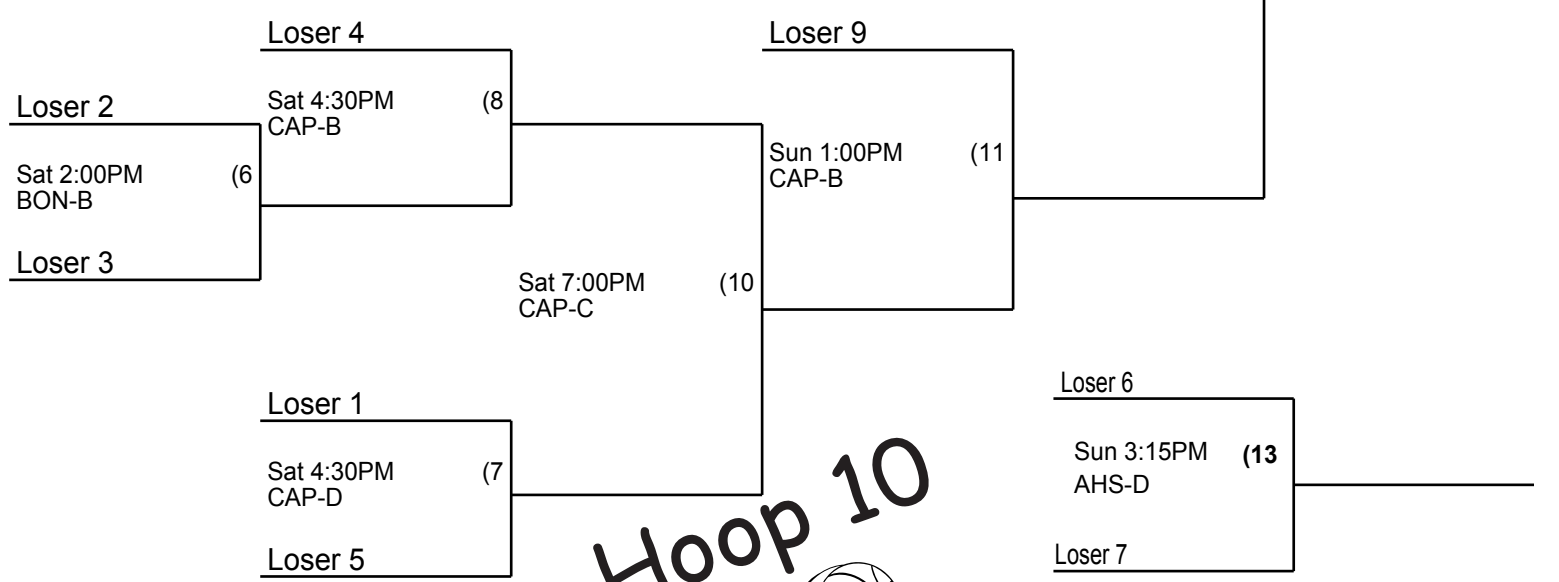 Loser 4
Loser 9
Loser 2
Sat 4:30PM (8
CAP-B
Sun 1:00PM (11
CAP-B
Sat 2:00PM (6
BON-B
Loser 3
Sat 7:00PM (10
CAP-C
Loser 6
Loser 1
Sun 3:15PM (13
AHS-D
Sat 4:30PM (7
CAP-D
Hoop 10
Loser 5
Loser 7